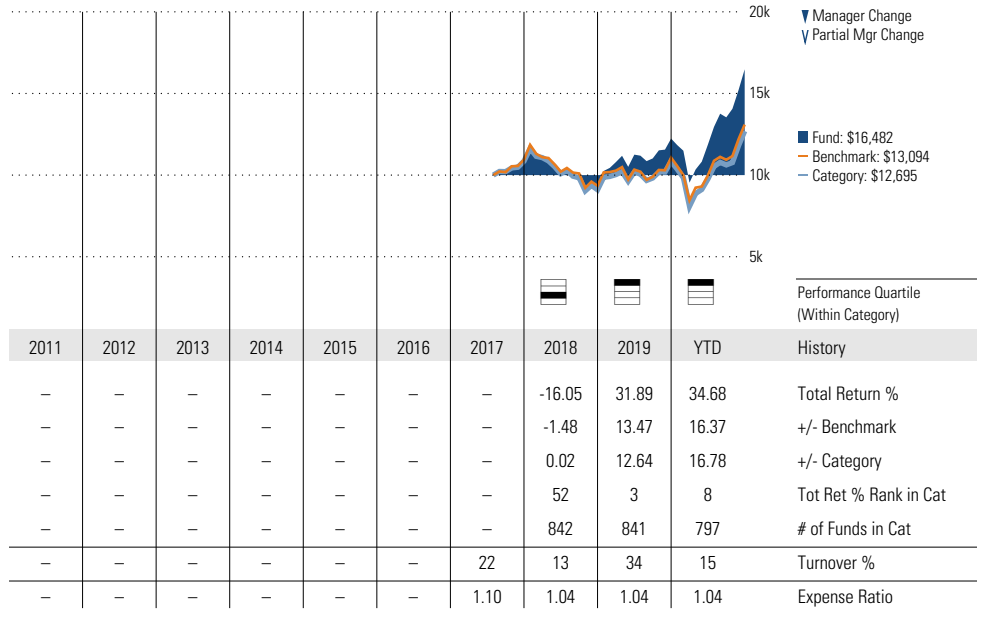 20k
▼ Manager Change
Partial Mgr Change
15k
Fund: $16,482
Benchmark: $13,094
10k
Category: $12,695
5k
Performance Quartile
(Within Category)
2011 2012 2013 2014 2015 2016 2017 2018 2019 YTD History
– – – – – – – -16.05 31.89 34.68 Total Return %
– – – – – – – -1.48 13.47 16.37 +/- Benchmark
– – – – – – – 0.02 12.64 16.78 +/- Category
– – – – – – – 52 3 8 Tot Ret % Rank in Cat
– – – – – – – 842 841 797 # of Funds in Cat
– – – – – – 22 13 34 15 Turnover %
– – – – – – 1.10 1.04 1.04 1.04 Expense Ratio